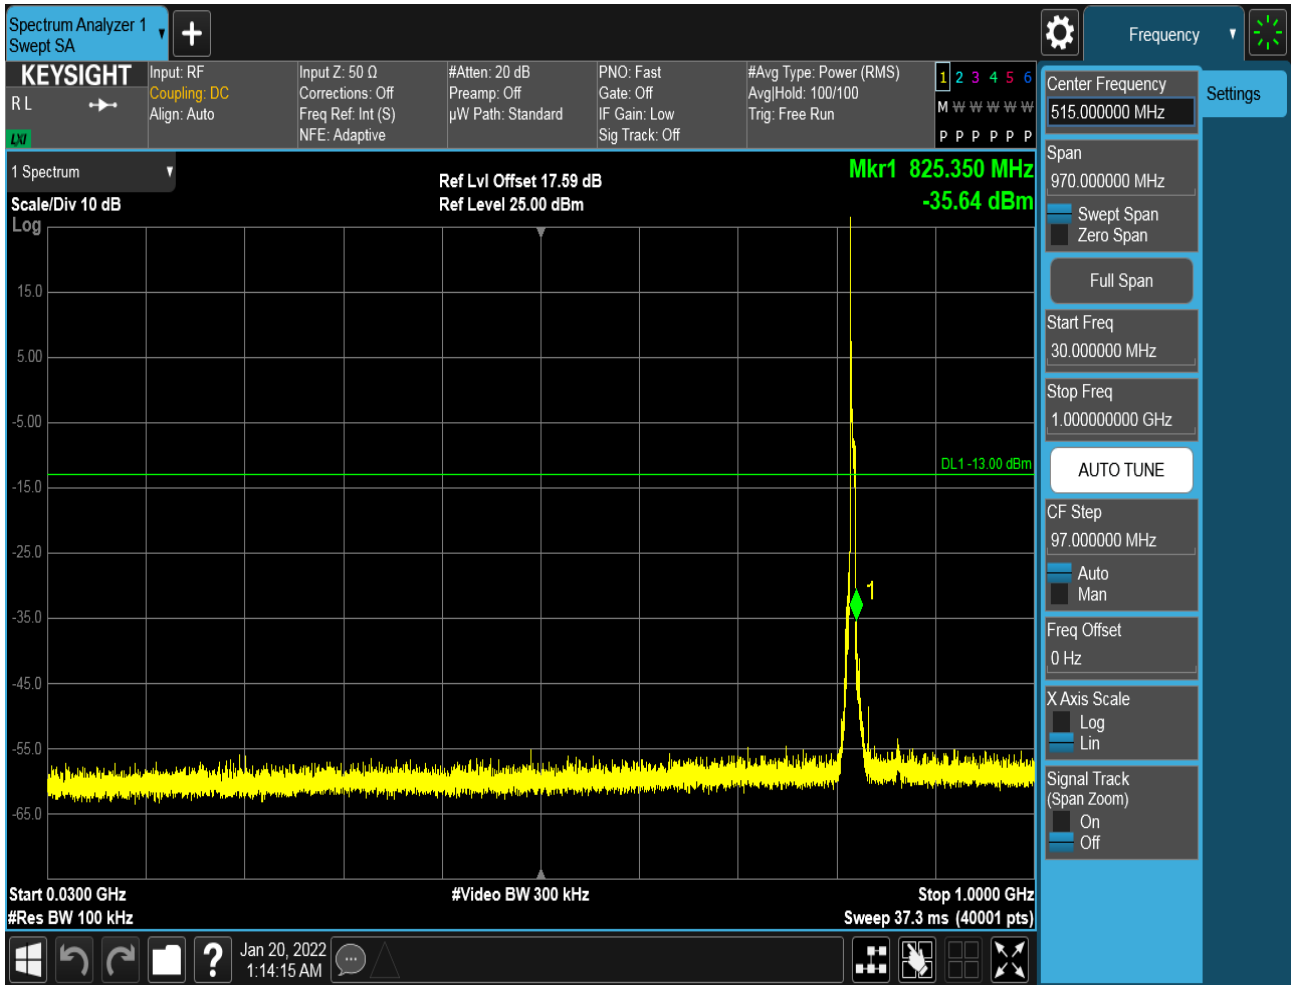 Spectrum Analyzer 1
Swept SA
Frequency
KEYSIGHT
R L
LXI
Input: RF
Coupling: DC
Align: Auto
Input Z: 50 Ω
Corrections: Off
Freq Ref: Int (S)
NFE: Adaptive
#Atten: 20 dB
Preamp: Off
µW Path: Standard
PNO: Fast
Gate: Off
IF Gain: Low
Sig Track: Off
#Avg Type: Power (RMS)
Avg|Hold: 100/100
Trig: Free Run
1 2 3 4 5 6
M W W W W W
P P P P P P
1 Spectrum
Scale/Div 10 dB
Log
Ref Lvl Offset 17.59 dB
Ref Level 25.00 dBm
Mkr1 825.350 MHz
-35.64 dBm
15.0
5.00
-5.00
-15.0
-25.0
-35.0
-45.0
-55.0
-65.0
DL1 -13.00 dBm
1
Start 0.0300 GHz
#Res BW 100 kHz
#Video BW 300 kHz
Stop 1.0000 GHz
Sweep 37.3 ms (40001 pts)
Center Frequency
515.000000 MHz
Settings
Span
970.000000 MHz
Swept Span
Zero Span
Full Span
Start Freq
30.000000 MHz
Stop Freq
1.000000000 GHz
AUTO TUNE
CF Step
97.000000 MHz
Auto
Man
Freq Offset
0 Hz
X Axis Scale
Log
Lin
Signal Track
(Span Zoom)
On
Off
?
Jan 20, 2022
1:14:15 AM